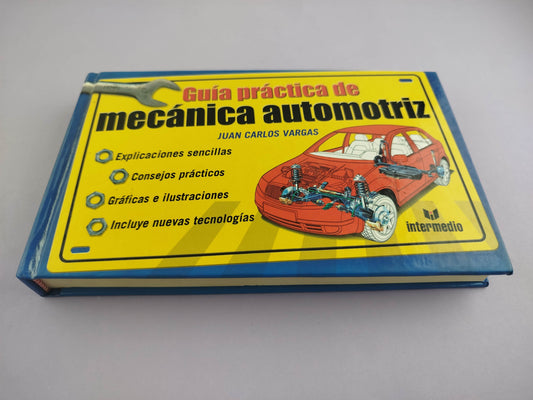 Guía práctica de
mecánica automotriz
JUAN CARLOS VARGAS
Explicaciones sencillas
Consejos prácticos
Gráficas e ilustraciones
Incluye nuevas tecnologías
intermedio